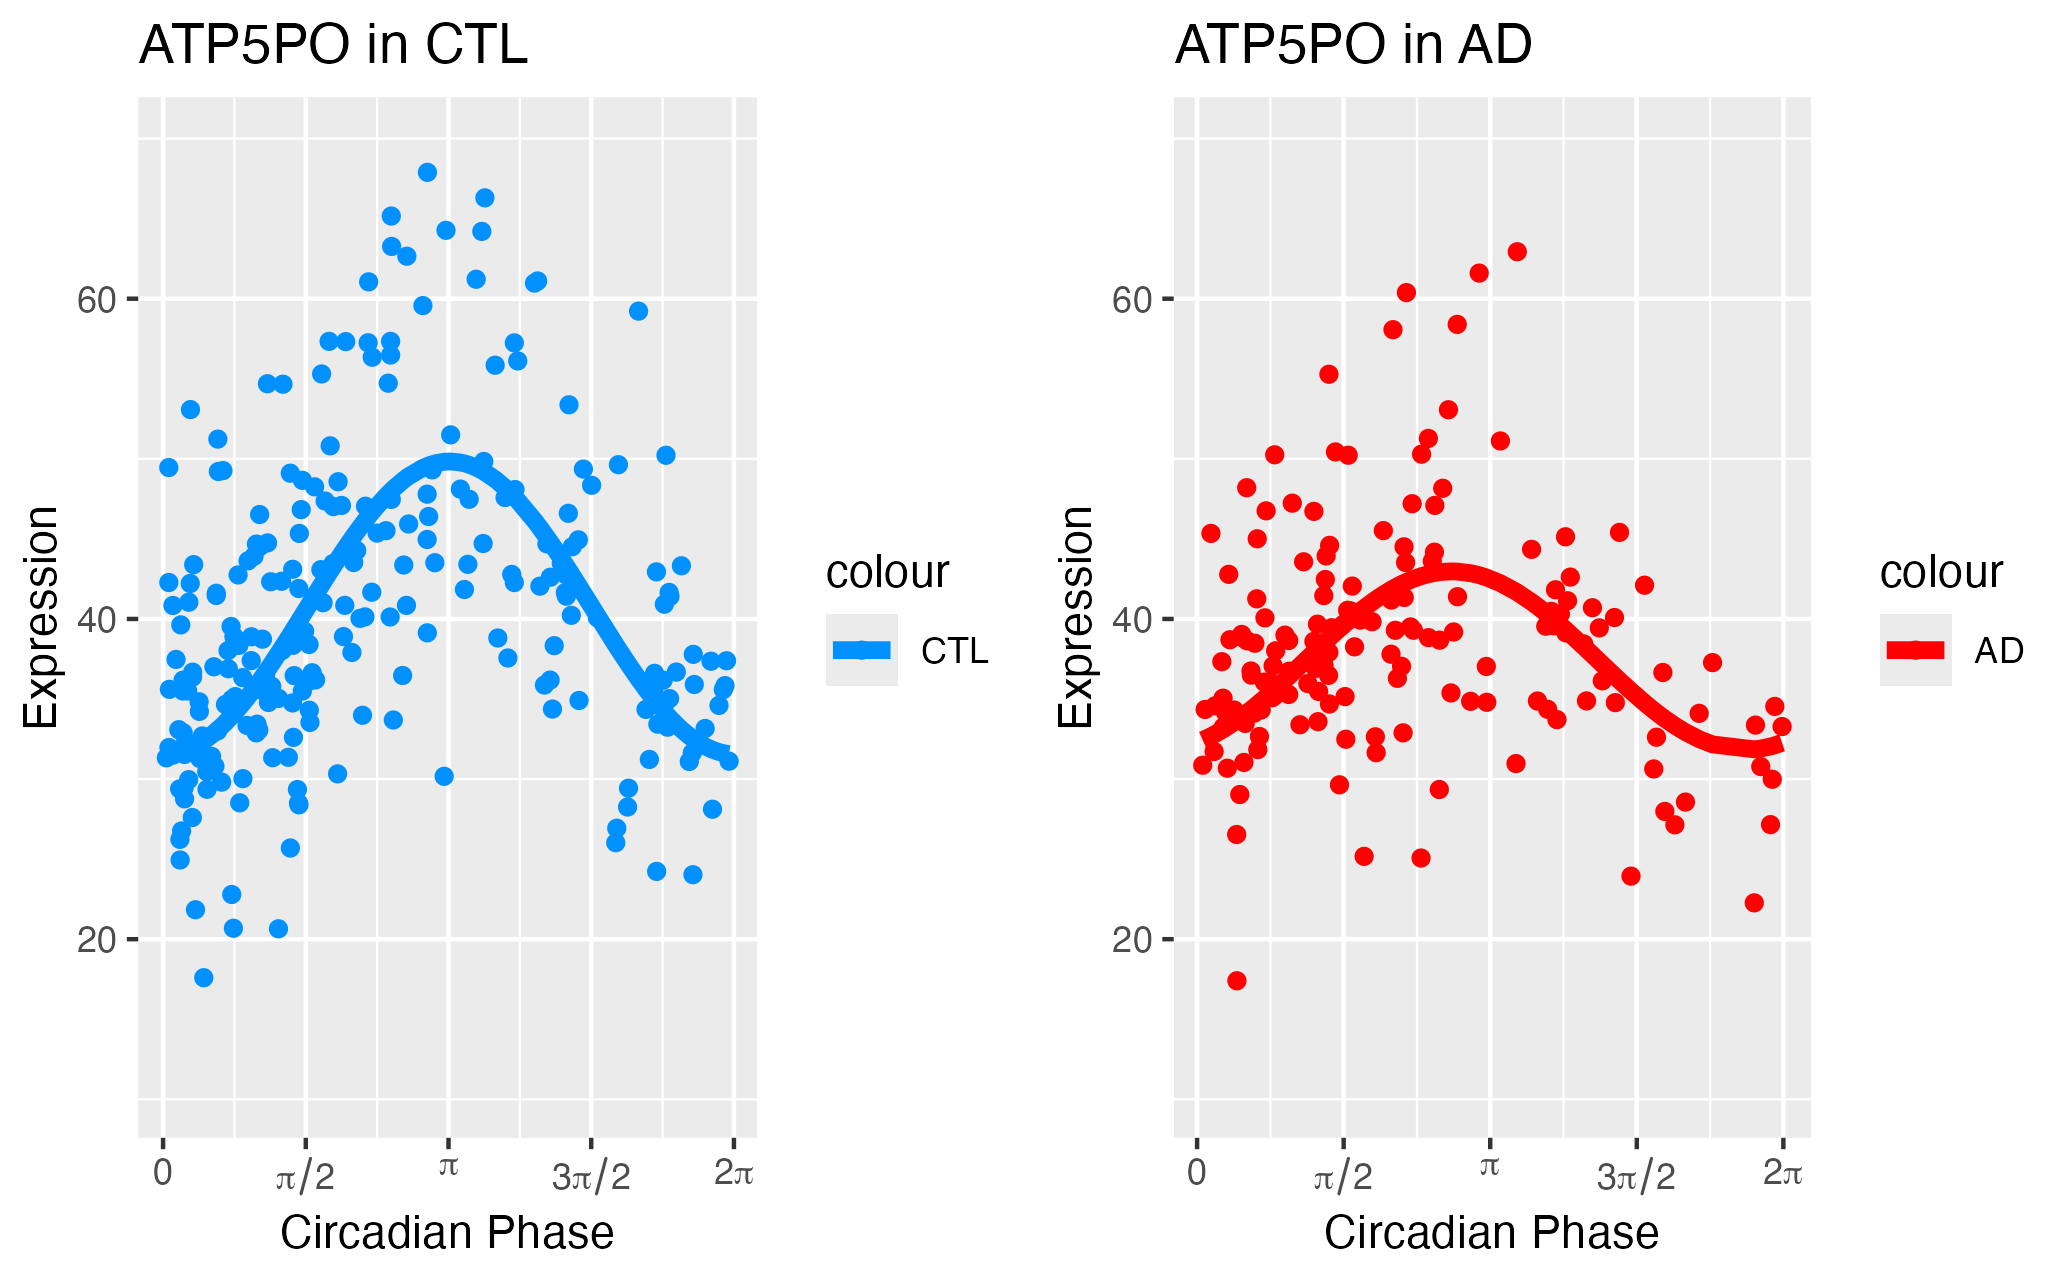 ATP5PO in CTL
60
40
20
Expression
0
π/2
π
3π/2
2π
Circadian Phase
colour
CTL
ATP5PO in AD
60
40
20
Expression
0
π/2
π
3π/2
2π
Circadian Phase
colour
AD